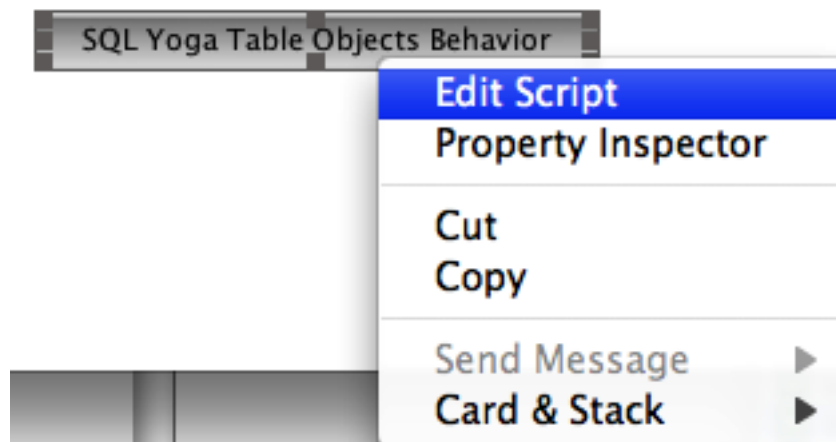 SQL Yoga Table Objects Behavior
Edit Script
Property Inspector
Cut
Copy
Send Message
Card & Stack